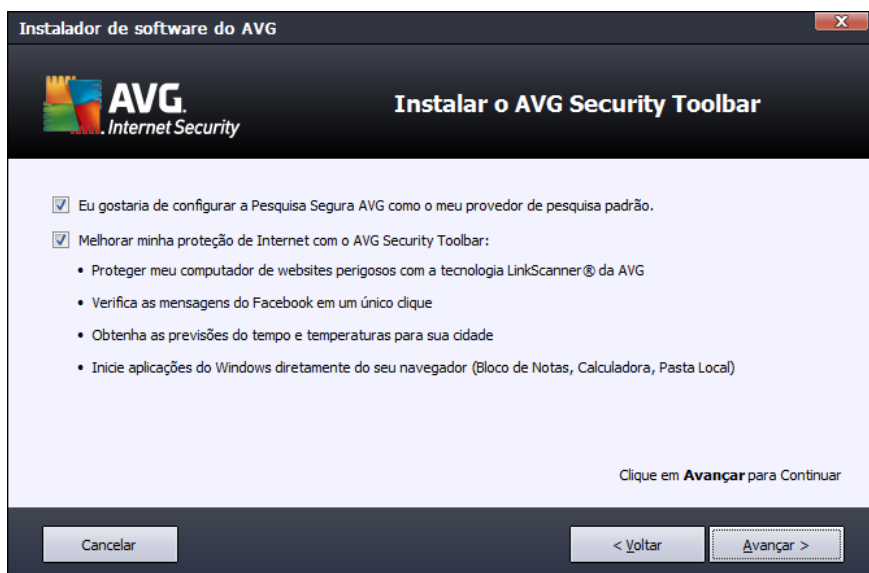 Instalador de software do AVG
X
AVG.
Internet Security
Instalar o AVG Security Toolbar
Eu gostaria de configurar a Pesquisa Segura AVG como o meu provedor de pesquisa padrão.
Melhorar minha proteção de Internet com o AVG Security Toolbar:
• Proteger meu computador de websites perigosos com a tecnologia LinkScanner® da AVG
• Verifica as mensagens do Facebook em um único clique
• Obtenha as previsões do tempo e temperaturas para sua cidade
• Inicie aplicações do Windows diretamente do seu navegador (Bloco de Notas, Calculadora, Pasta Local)
Clique em Avançar para Continuar
Cancelar
< Voltar
Avançar >